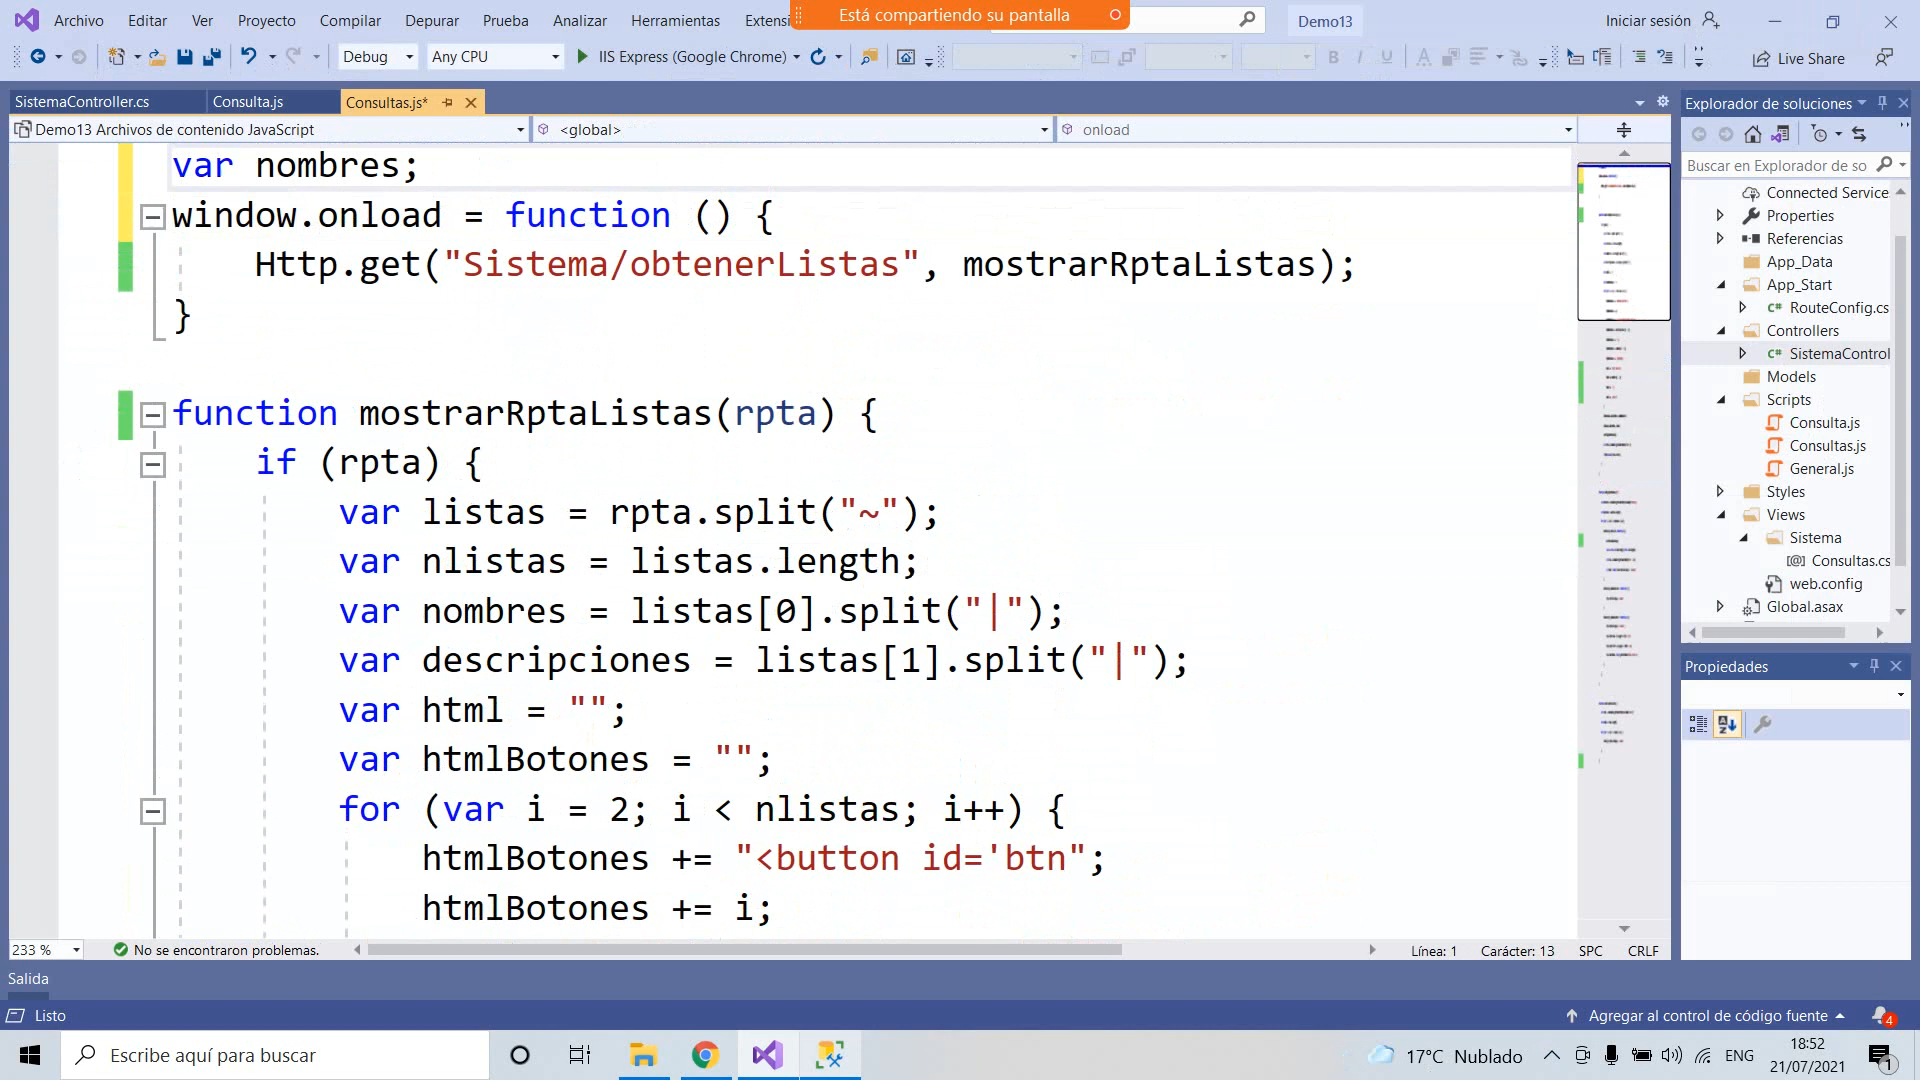 Archivo Editar Ver Proyecto Compilar Depurar Prueba Analizar Herramientas Extensi
Está compartiendo su pantalla
Demo13
Iniciar sesión
Debug Any CPU IIS Express (Google Chrome)
Live Share
SistemaController.cs Consulta.js Consultas.js*
Demo13 Archivos de contenido JavaScript <global> onload
var nombres;
window.onload = function () {
Http.get("Sistema/obtenerListas", mostrarRptaListas);
}
function mostrarRptaListas(rpta) {
if (rpta) {
var listas = rpta.split("~");
var nlistas = listas.length;
var nombres = listas[0].split("|");
var descripciones = listas[1].split("|");
var html = "";
var htmlBotones = "";
for (var i = 2; i < nlistas; i++) {
htmlBotones += "<button id='btn";
htmlBotones += i;
233 % No se encontraron problemas. Línea: 1 Carácter: 13 SPC CRLF
Explorador de soluciones
Buscar en Explorador de so
Connected Service
Properties
Referencias
App_Data
App_Start
RouteConfig.cs
Controllers
SistemaControl
Models
Scripts
Consulta.js
Consultas.js
General.js
Styles
Views
Sistema
Consultas.cs
web.config
Global.asax
Propiedades
Salida
Listo
Agregar al control de código fuente 4
Escribe aquí para buscar
17°C Nublado
ENG
18:52
21/07/2021
1